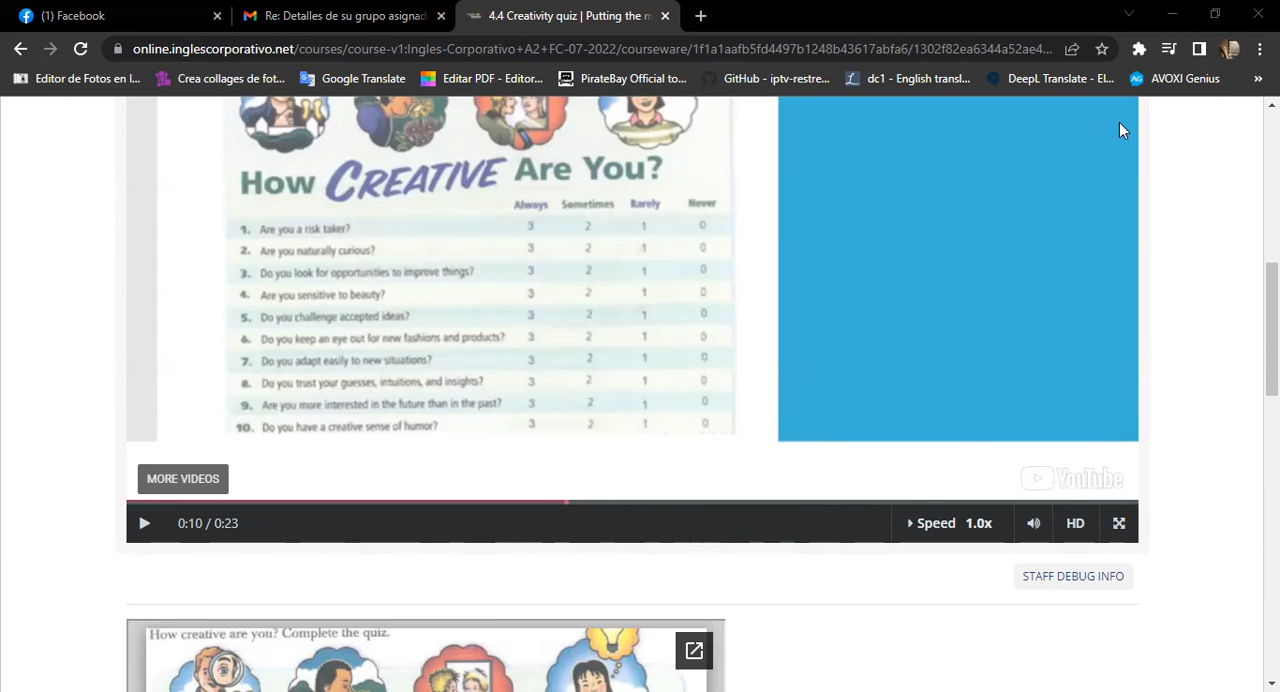 (1) Facebook
Re: Detalles de su grupo asignad
4.4 Creativity quiz | Putting the m
online.inglescorporativo.net/courses/course-v1:Ingles-Corporativo+A2+FC-07-2022/courseware/1f1a1aafb5fd4497b1248b43617abfa6/1302f82ea6344a52ae4...
Editor de Fotos en l...
Crea collages de fot...
Google Translate
Editar PDF - Editor...
PirateBay Official to...
GitHub - iptv-restre...
dc1 - English transl...
DeepL Translate - El...
AVOXI Genius
»
How CREATIVE Are You?
Always Sometimes Rarely Never
1. Are you a risk taker? 3 2 1 0
2. Are you naturally curious? 3 2 1 0
3. Do you look for opportunities to improve things? 3 2 1 0
4. Are you sensitive to beauty? 3 2 1 0
5. Do you challenge accepted ideas? 3 2 1 0
6. Do you keep an eye out for new fashions and products? 3 2 1 0
7. Do you adapt easily to new situations? 3 2 1 0
8. Do you trust your guesses, intuitions, and insights? 3 2 1 0
9. Are you more interested in the future than in the past? 3 2 1 0
10. Do you have a creative sense of humor? 3 2 1 0
MORE VIDEOS
YouTube
0:10 / 0:23
Speed 1.0x
HD
STAFF DEBUG INFO
How creative are you? Complete the quiz.